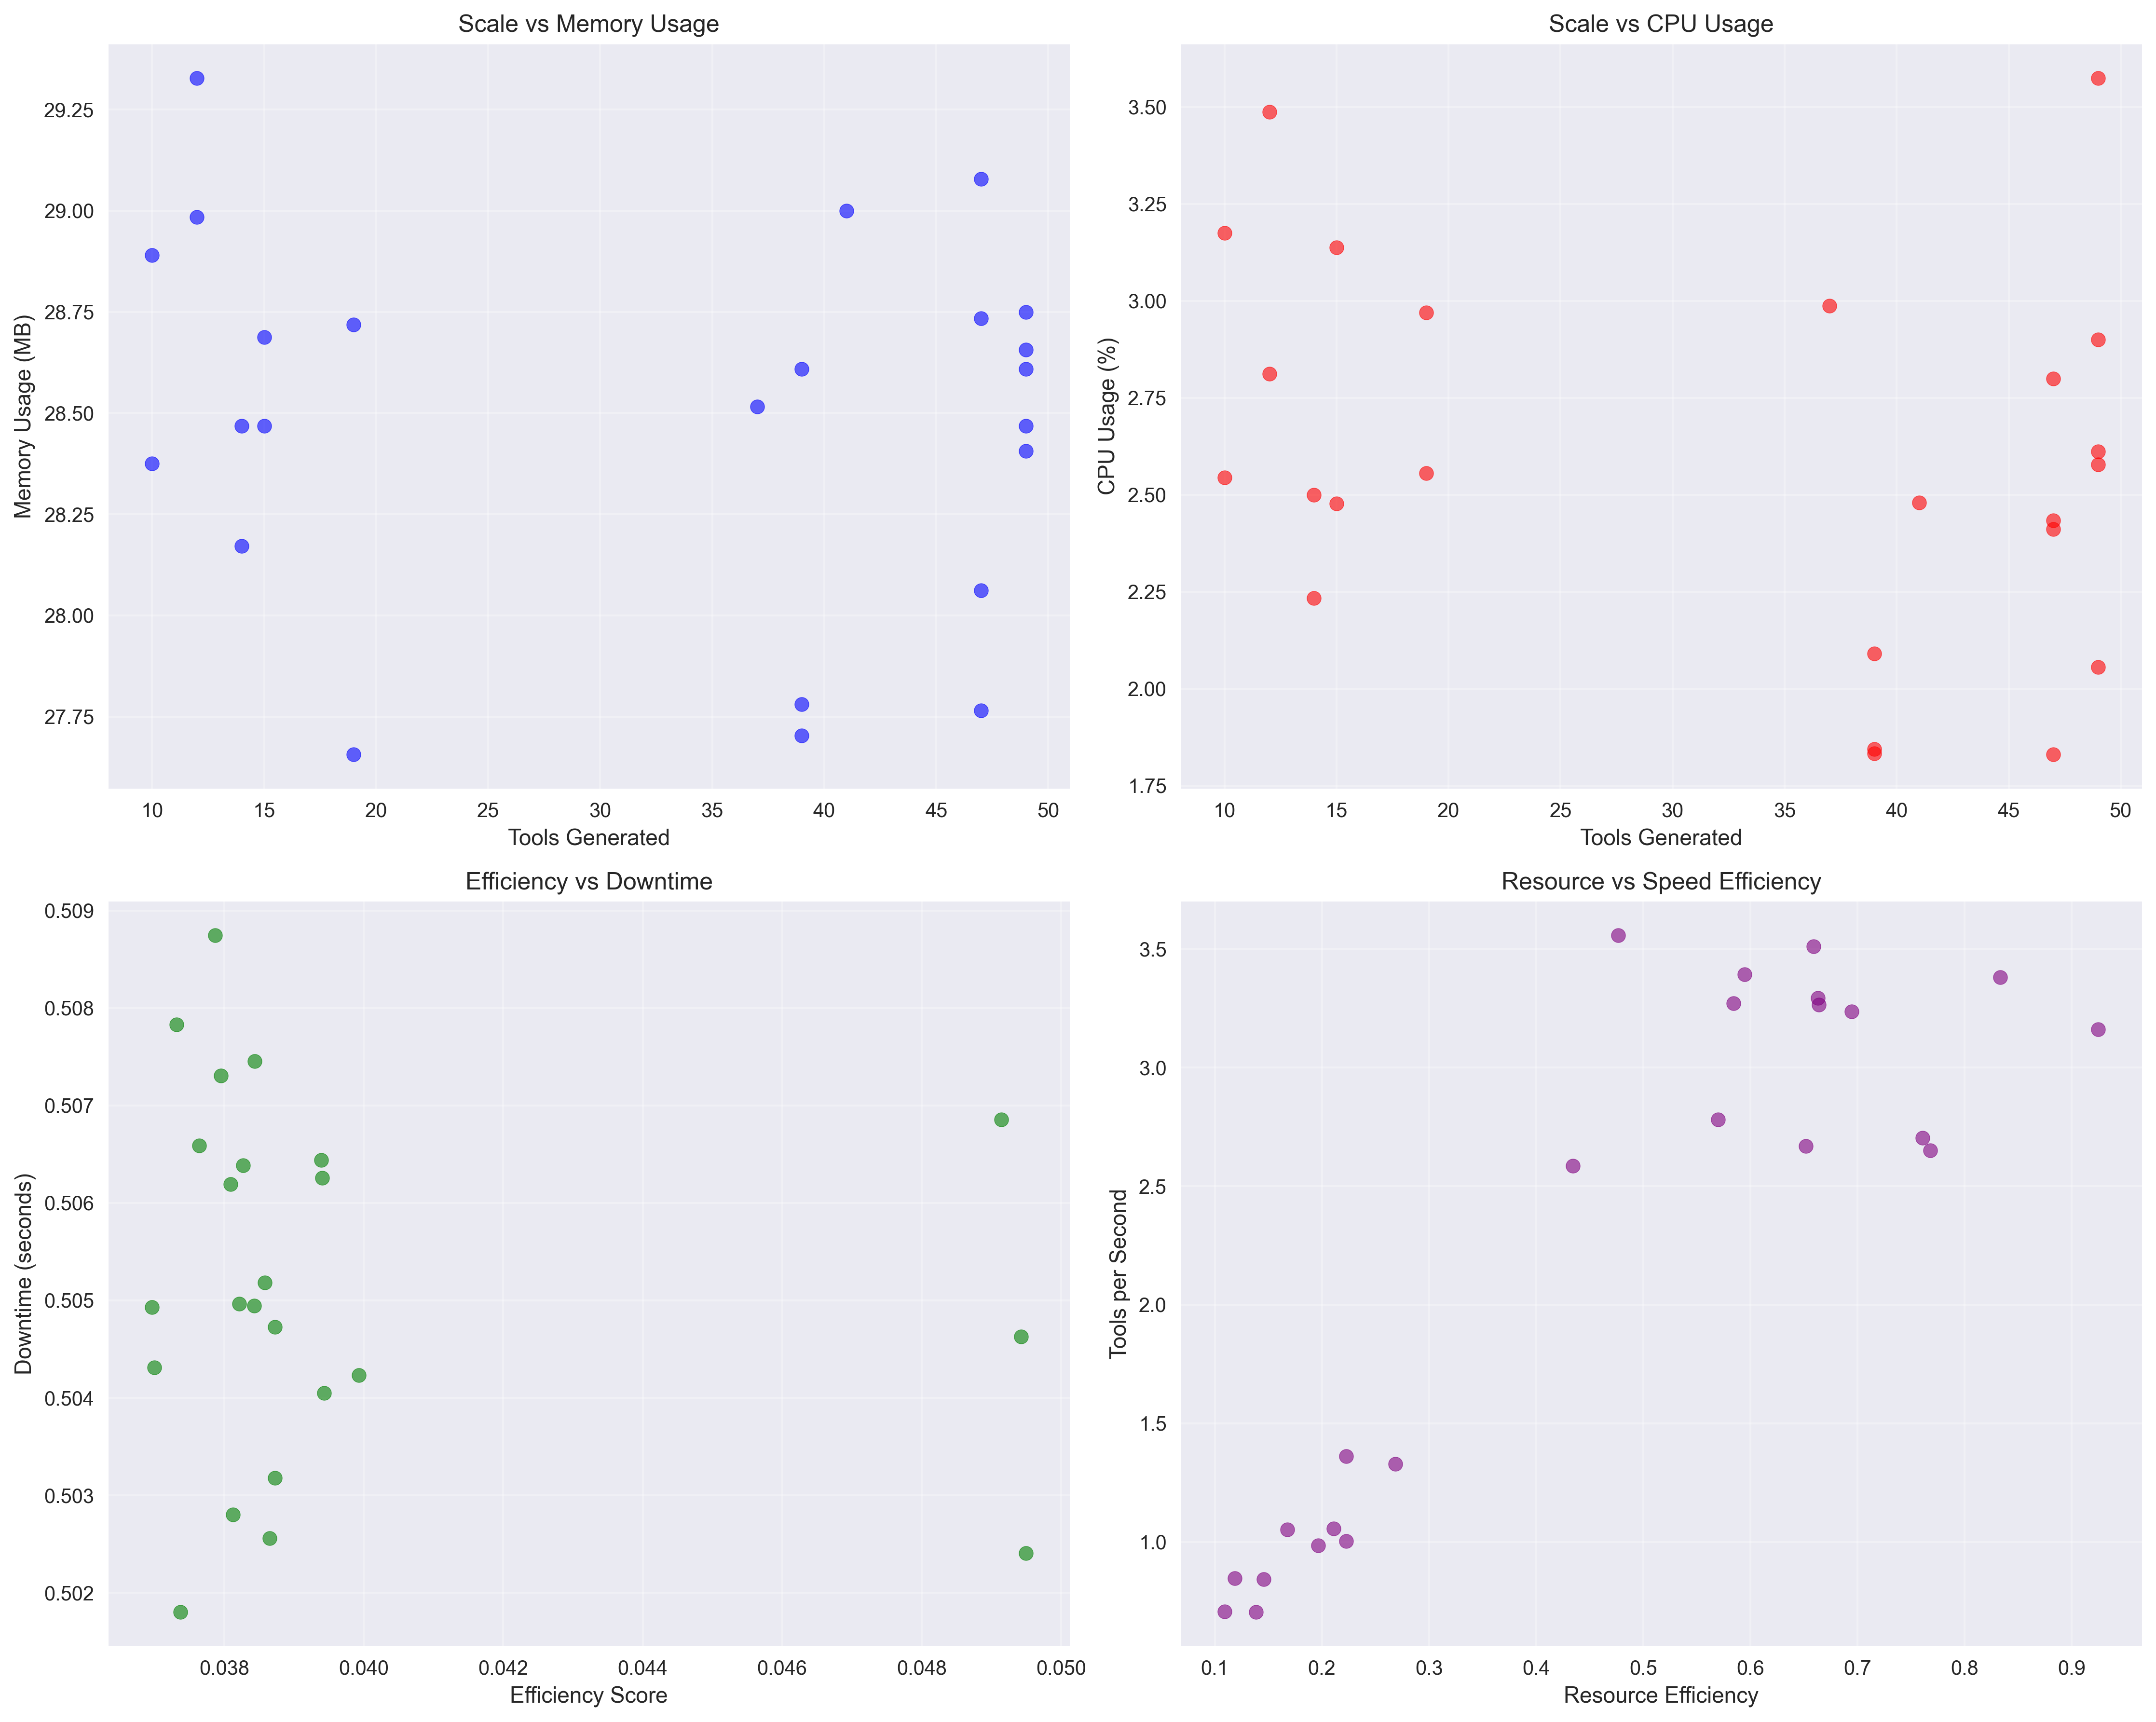 Scale vs Memory Usage
Memory Usage (MB)
29.25
29.00
28.75
28.50
28.25
28.00
27.75
10 15 20 25 30 35 40 45 50
Tools Generated
Scale vs CPU Usage
CPU Usage (%)
3.50
3.25
3.00
2.75
2.50
2.25
2.00
1.75
10 15 20 25 30 35 40 45 50
Tools Generated
Efficiency vs Downtime
Downtime (seconds)
0.509
0.508
0.507
0.506
0.505
0.504
0.503
0.502
0.038 0.040 0.042 0.044 0.046 0.048 0.050
Efficiency Score
Resource vs Speed Efficiency
Tools per Second
3.5
3.0
2.5
2.0
1.5
1.0
0.1 0.2 0.3 0.4 0.5 0.6 0.7 0.8 0.9
Resource Efficiency